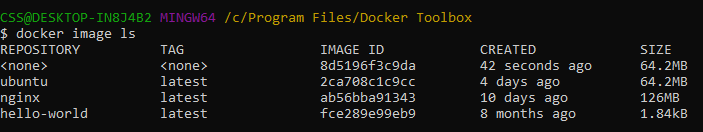 CSS@DESKTOP-IN8J4B2 MINGW64 /c/Program Files/Docker Toolbox
$ docker image ls
REPOSITORY TAG IMAGE ID CREATED SIZE
<none> <none> 8d5196f3c9da 42 seconds ago 64.2MB
ubuntu latest 2ca708c1c9cc 4 days ago 64.2MB
nginx latest ab56bba91343 10 days ago 126MB
hello-world latest fce289e99eb9 8 months ago 1.84kB